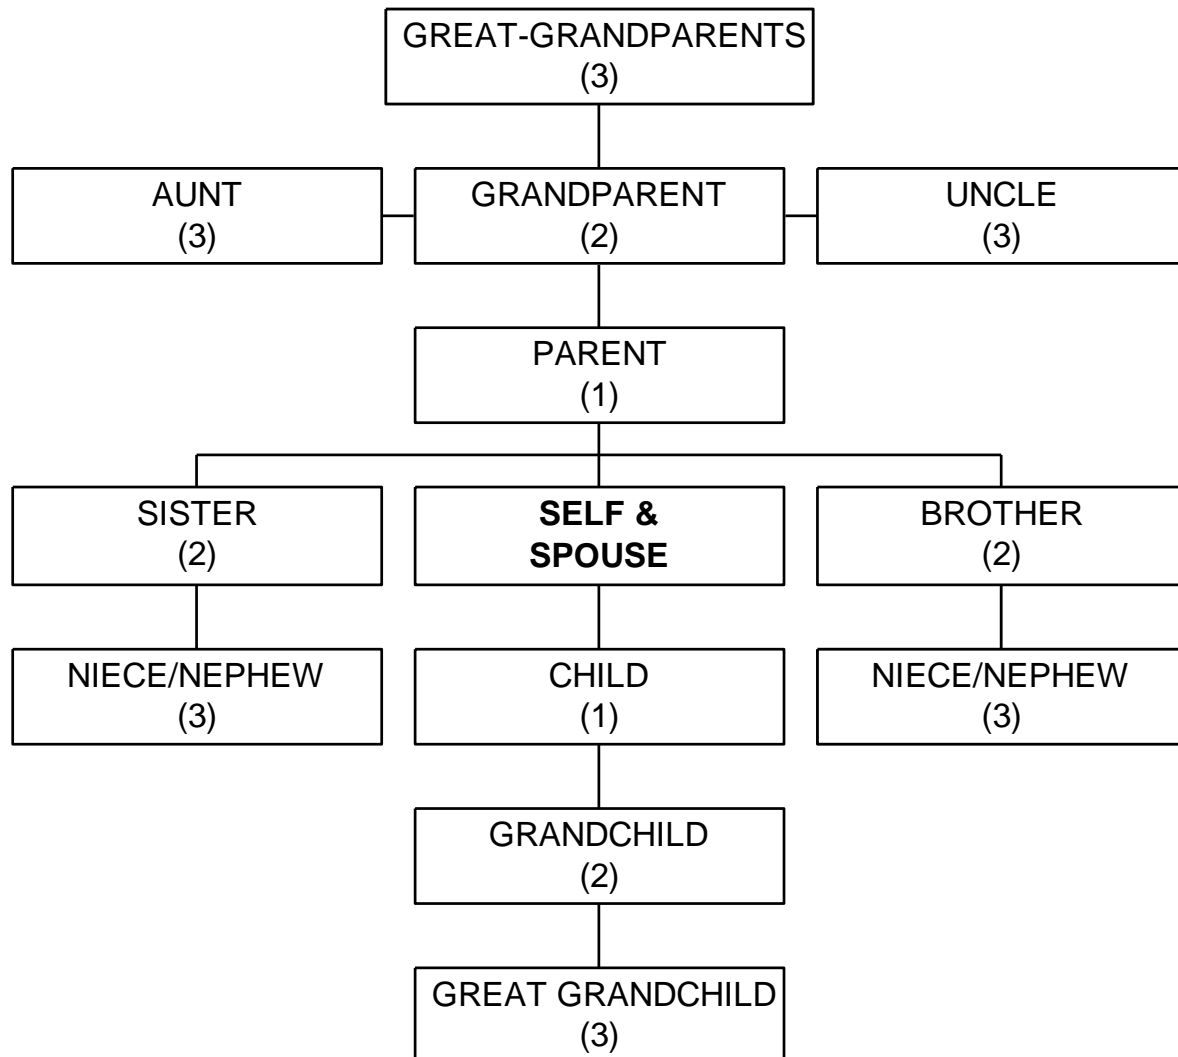 GREAT-GRANDPARENTS
(3)
AUNT
(3)
GRANDPARENT
(2)
UNCLE
(3)
PARENT
(1)
SISTER
(2)
SELF &
SPOUSE
BROTHER
(2)
NIECE/NEPHEW
(3)
CHILD
(1)
NIECE/NEPHEW
(3)
GRANDCHILD
(2)
GREAT GRANDCHILD
(3)